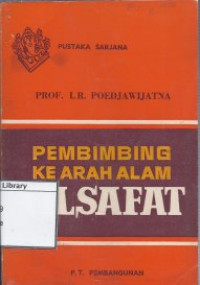 PUSTAKA SARJANA
PROF. I.R. POEDJAWIJATNA
PEMBIMBING
KE ARAH ALAM
LSAFAT
Library
P. T. PEMBANGUNAN